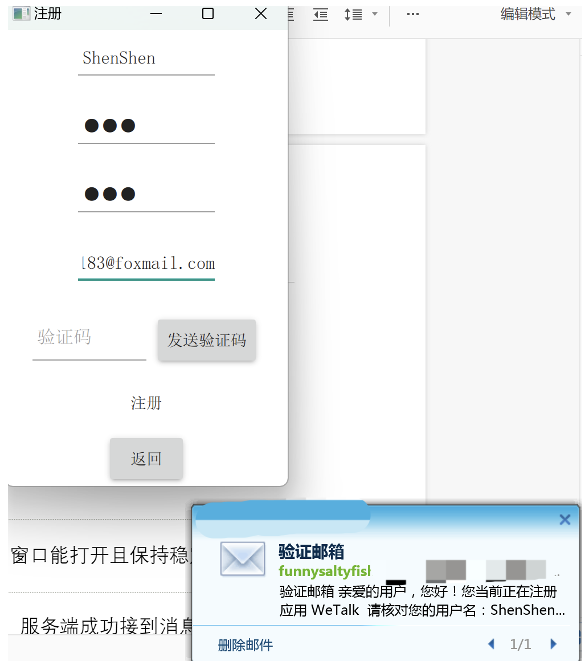 注册
编辑模式
ShenShen
●●●
●●●
83@foxmail.com
验证码
发送验证码
注册
返回
窗口能打开且保持稳
服务端成功接到消息
验证邮箱
funnysaltyfisl
验证邮箱 亲爱的用户，您好！您当前正在注册
应用 WeTalk 请核对您的用户名：ShenShen...
删除邮件
1/1